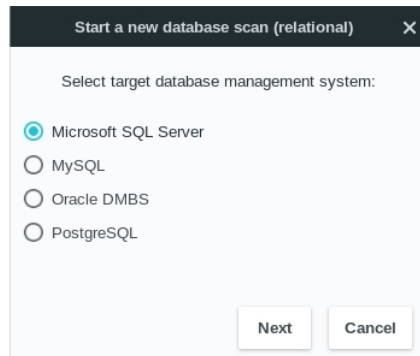 Start a new database scan (relational)
Select target database management system:
Microsoft SQL Server
MySQL
Oracle DMBS
PostgreSQL
Next
Cancel